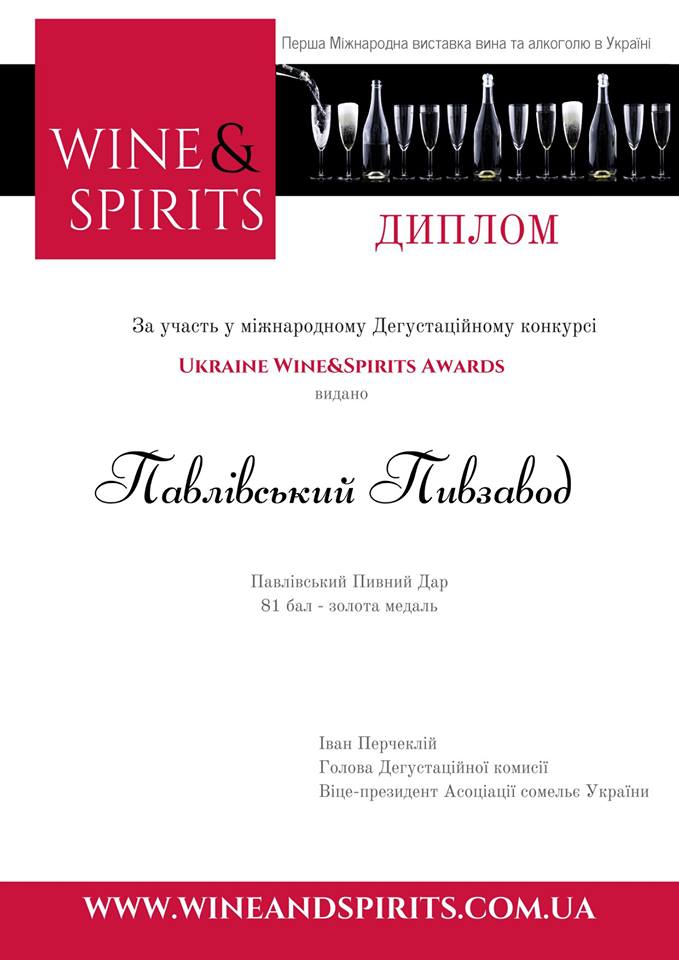 Перша Міжнародна виставка вина та алкоголю в Україні
WINE &
SPIRITS
ДИПЛОМ
За участь у міжнародному Дегустаційному конкурсі
UKRAINE WINE&SPIRITS AWARDS
видано
Павлівський Пивзавод
Павлівський Пивний Дар
81 бал - золота медаль
Іван Перчеклій
Голова Дегустаційної комісії
Віце-президент Асоціації сомельє України
WWW.WINEANDSPIRITS.COM.UA